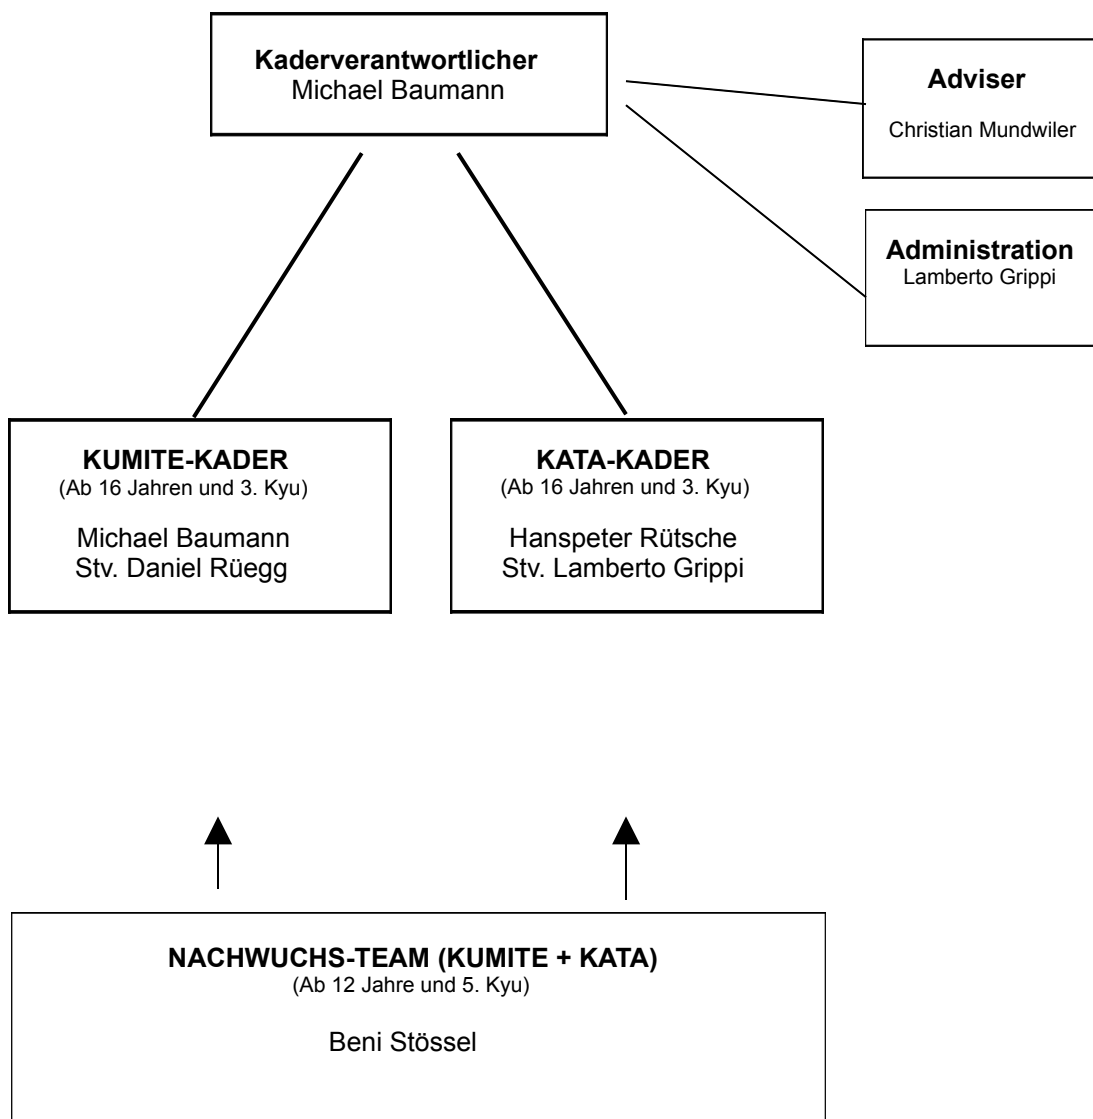 Kaderverantwortlicher
Michael Baumann
Adviser
Christian Mundwiler
Administration
Lamberto Grippi
KUMITE-KADER
(Ab 16 Jahren und 3. Kyu)
Michael Baumann
Stv. Daniel Rüegg
KATA-KADER
(Ab 16 Jahren und 3. Kyu)
Hanspeter Rütsche
Stv. Lamberto Grippi
NACHWUCHS-TEAM (KUMITE + KATA)
(Ab 12 Jahre und 5. Kyu)
Beni Stössel